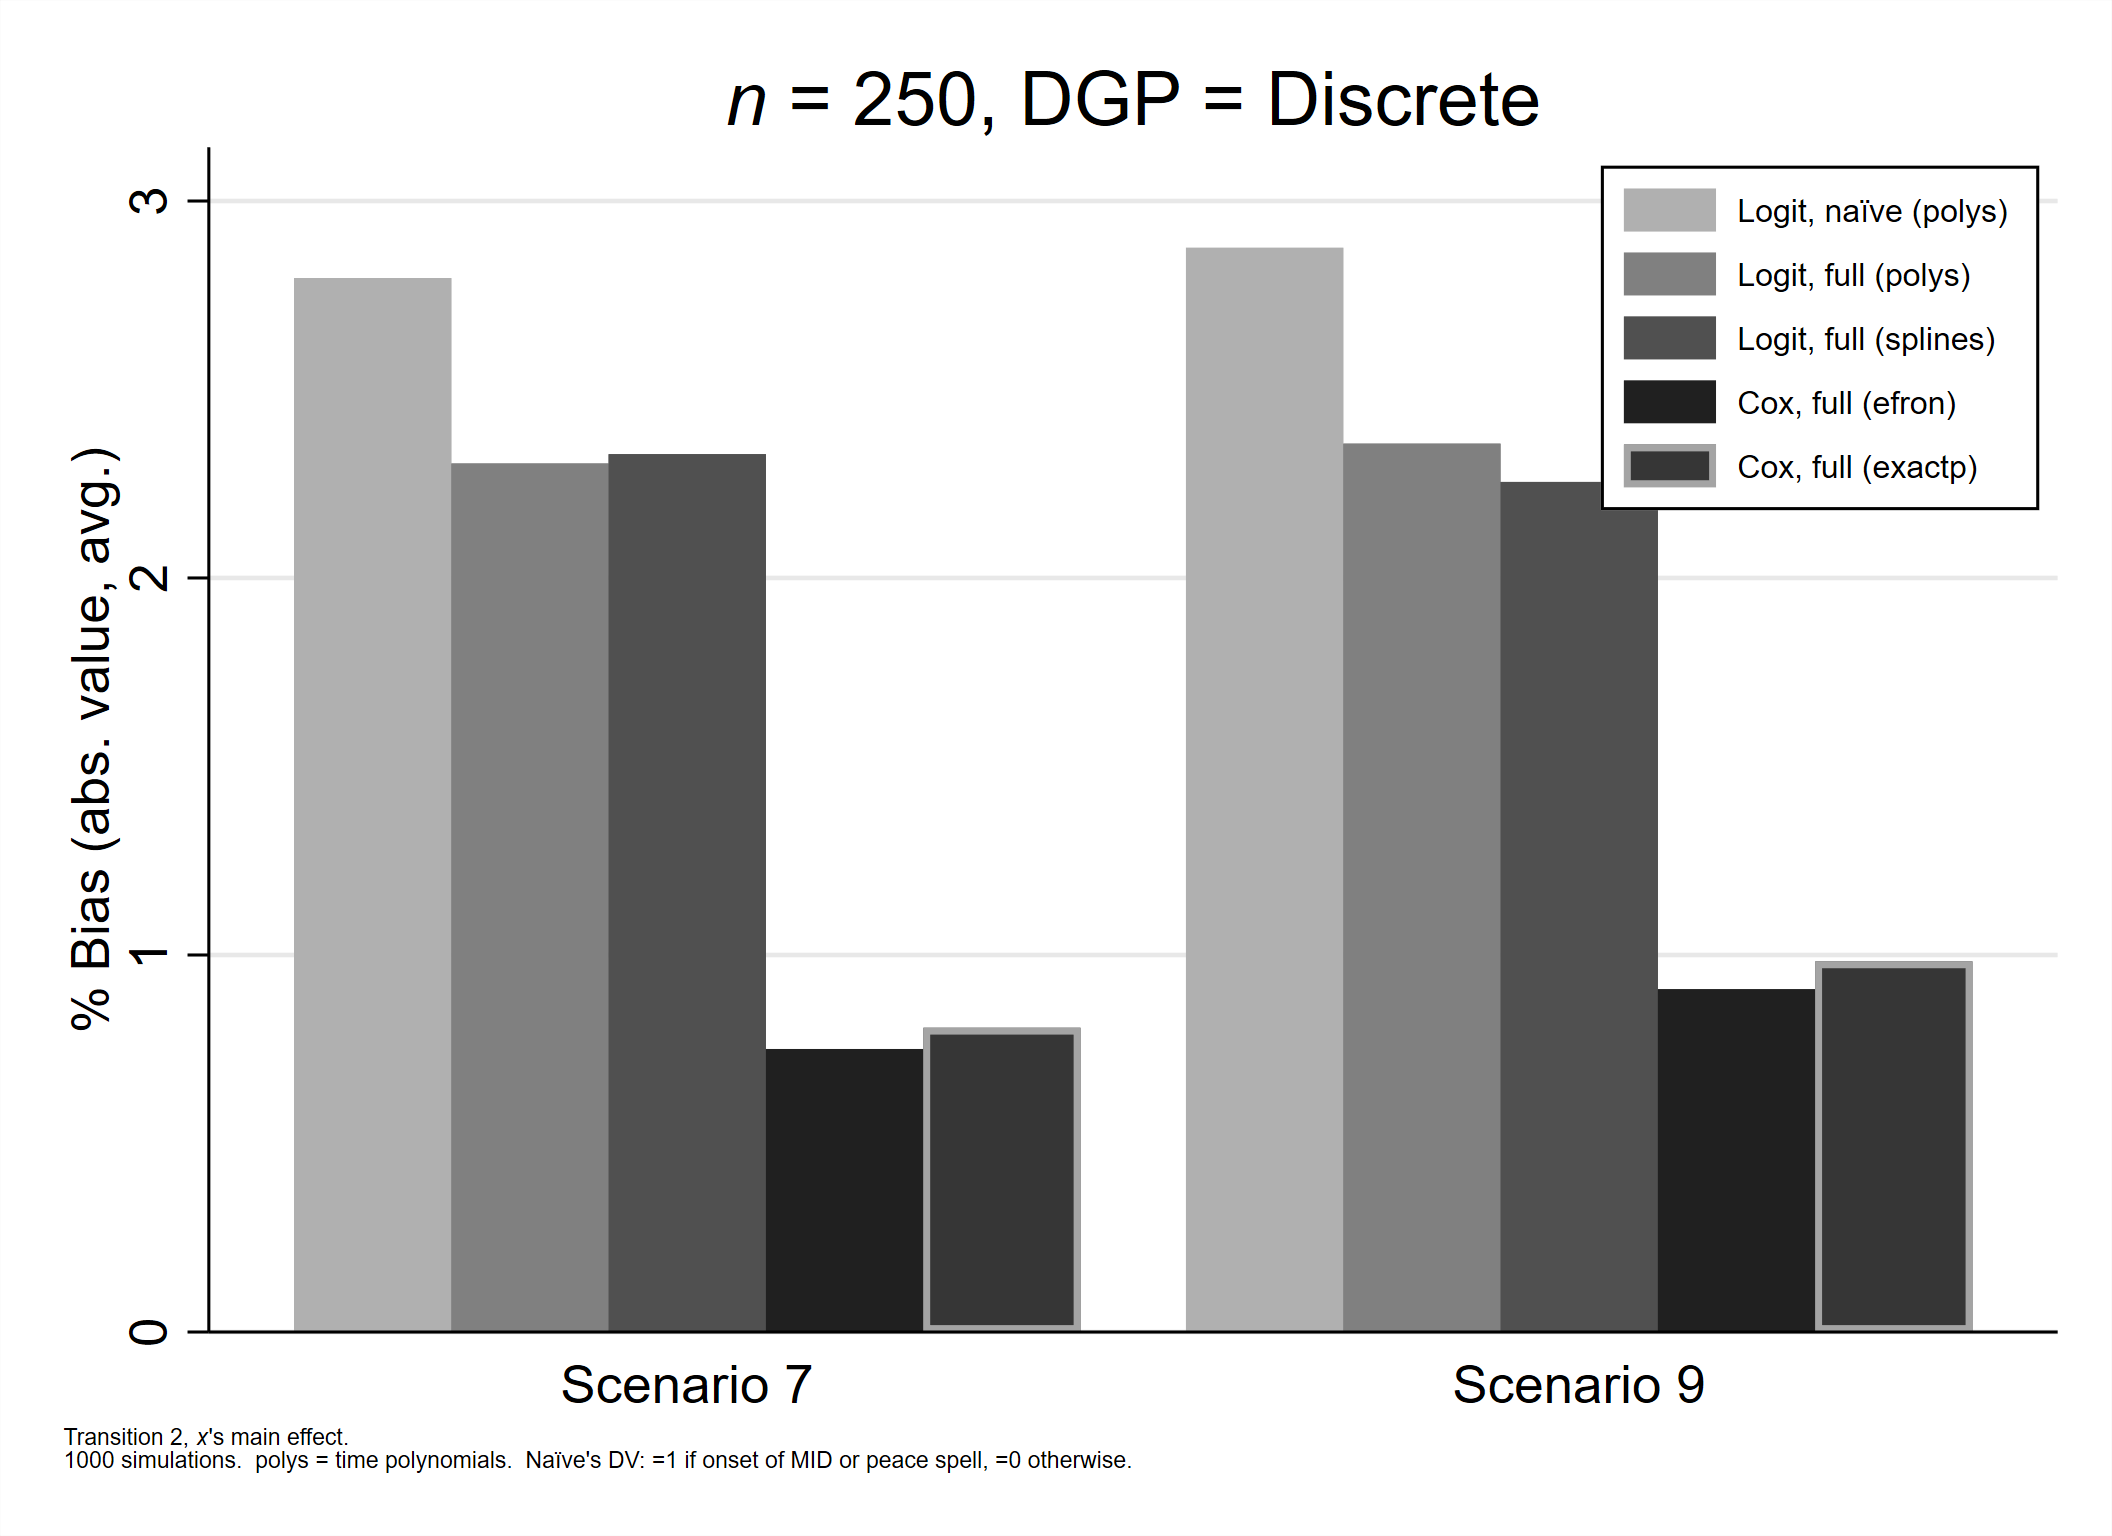 n = 250, DGP = Discrete
% Bias (abs. value, avg.)
3
2
1
0
Logit, naïve (polys)
Logit, full (polys)
Logit, full (splines)
Cox, full (efron)
Cox, full (exactp)
Scenario 7
Scenario 9
Transition 2, x's main effect.
1000 simulations.  polys = time polynomials.  Naïve's DV: =1 if onset of MID or peace spell, =0 otherwise.